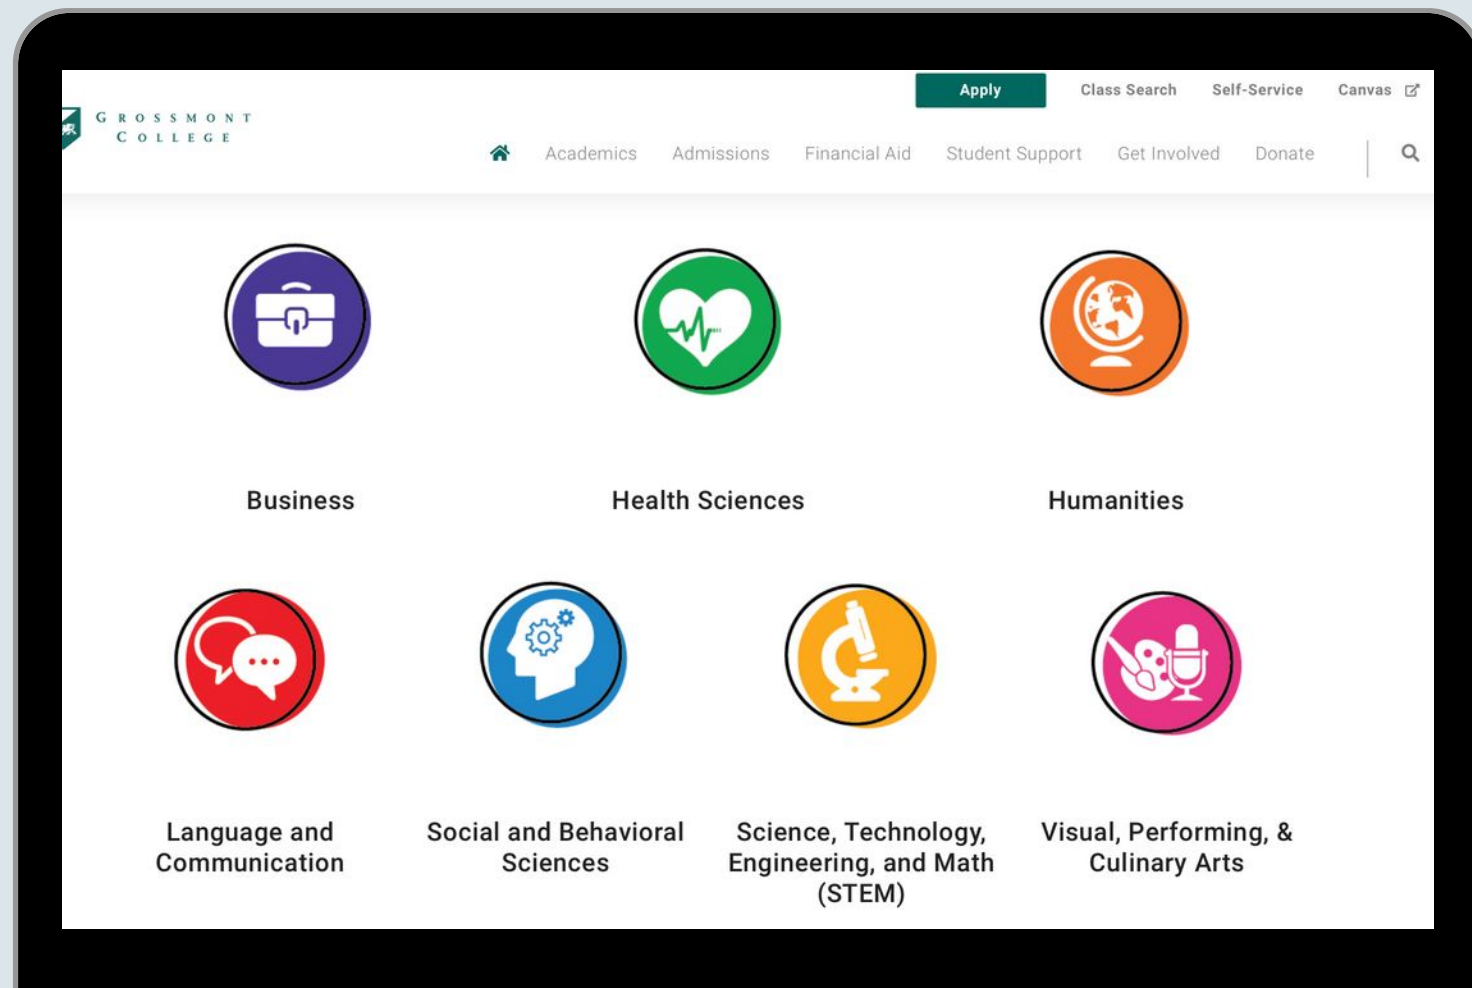 Apply Class Search Self-Service Canvas
GROSSMONT
COLLEGE
Academics Admissions Financial Aid Student Support Get Involved Donate
Business Health Sciences Humanities
Language and
Communication
Social and Behavioral
Sciences
Science, Technology,
Engineering, and Math
(STEM)
Visual, Performing, &
Culinary Arts